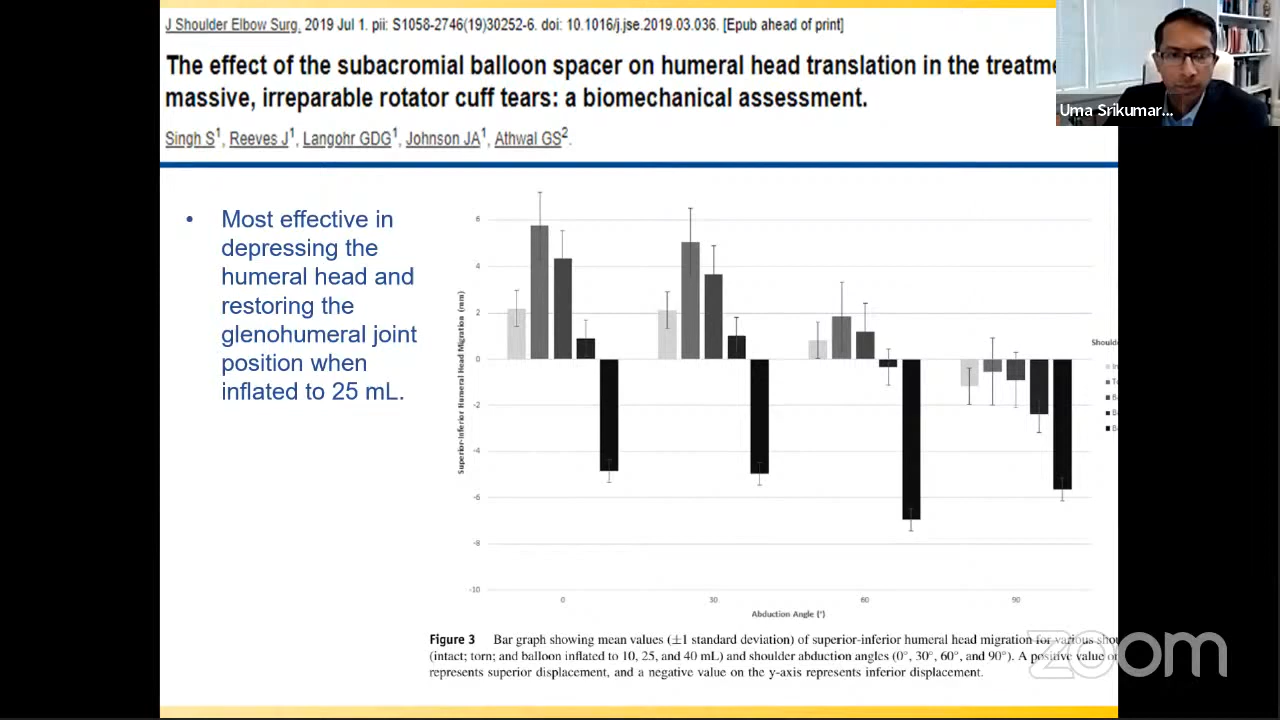 J Shoulder Elbow Surg. 2019 Jul 1. pii: S1058-2746(19)30252-6. doi: 10.1016/j.jse.2019.03.036. [Epub ahead of print]
The effect of the subacromial balloon spacer on humeral head translation in the treatme
massive, irreparable rotator cuff tears: a biomechanical assessment.
Singh S1, Reeves J1, Langohr GDG1, Johnson JA1, Athwal GS2.
Uma Srikumar...
• Most effective in
depressing the
humeral head and
restoring the
glenohumeral joint
position when
inflated to 25 mL.
Superior-Inferior Humeral Head Migration (mm)
6
4
2
0
-2
-4
-6
-8
-10
0 30 60 90
Abduction Angle (°)
Shoulde
Figure 3 Bar graph showing mean values (±1 standard deviation) of superior-inferior humeral head migration for various shou
(intact; torn; and balloon inflated to 10, 25, and 40 mL) and shoulder abduction angles (0°, 30°, 60°, and 90°). A positive value o
represents superior displacement, and a negative value on the y-axis represents inferior displacement.
zoom